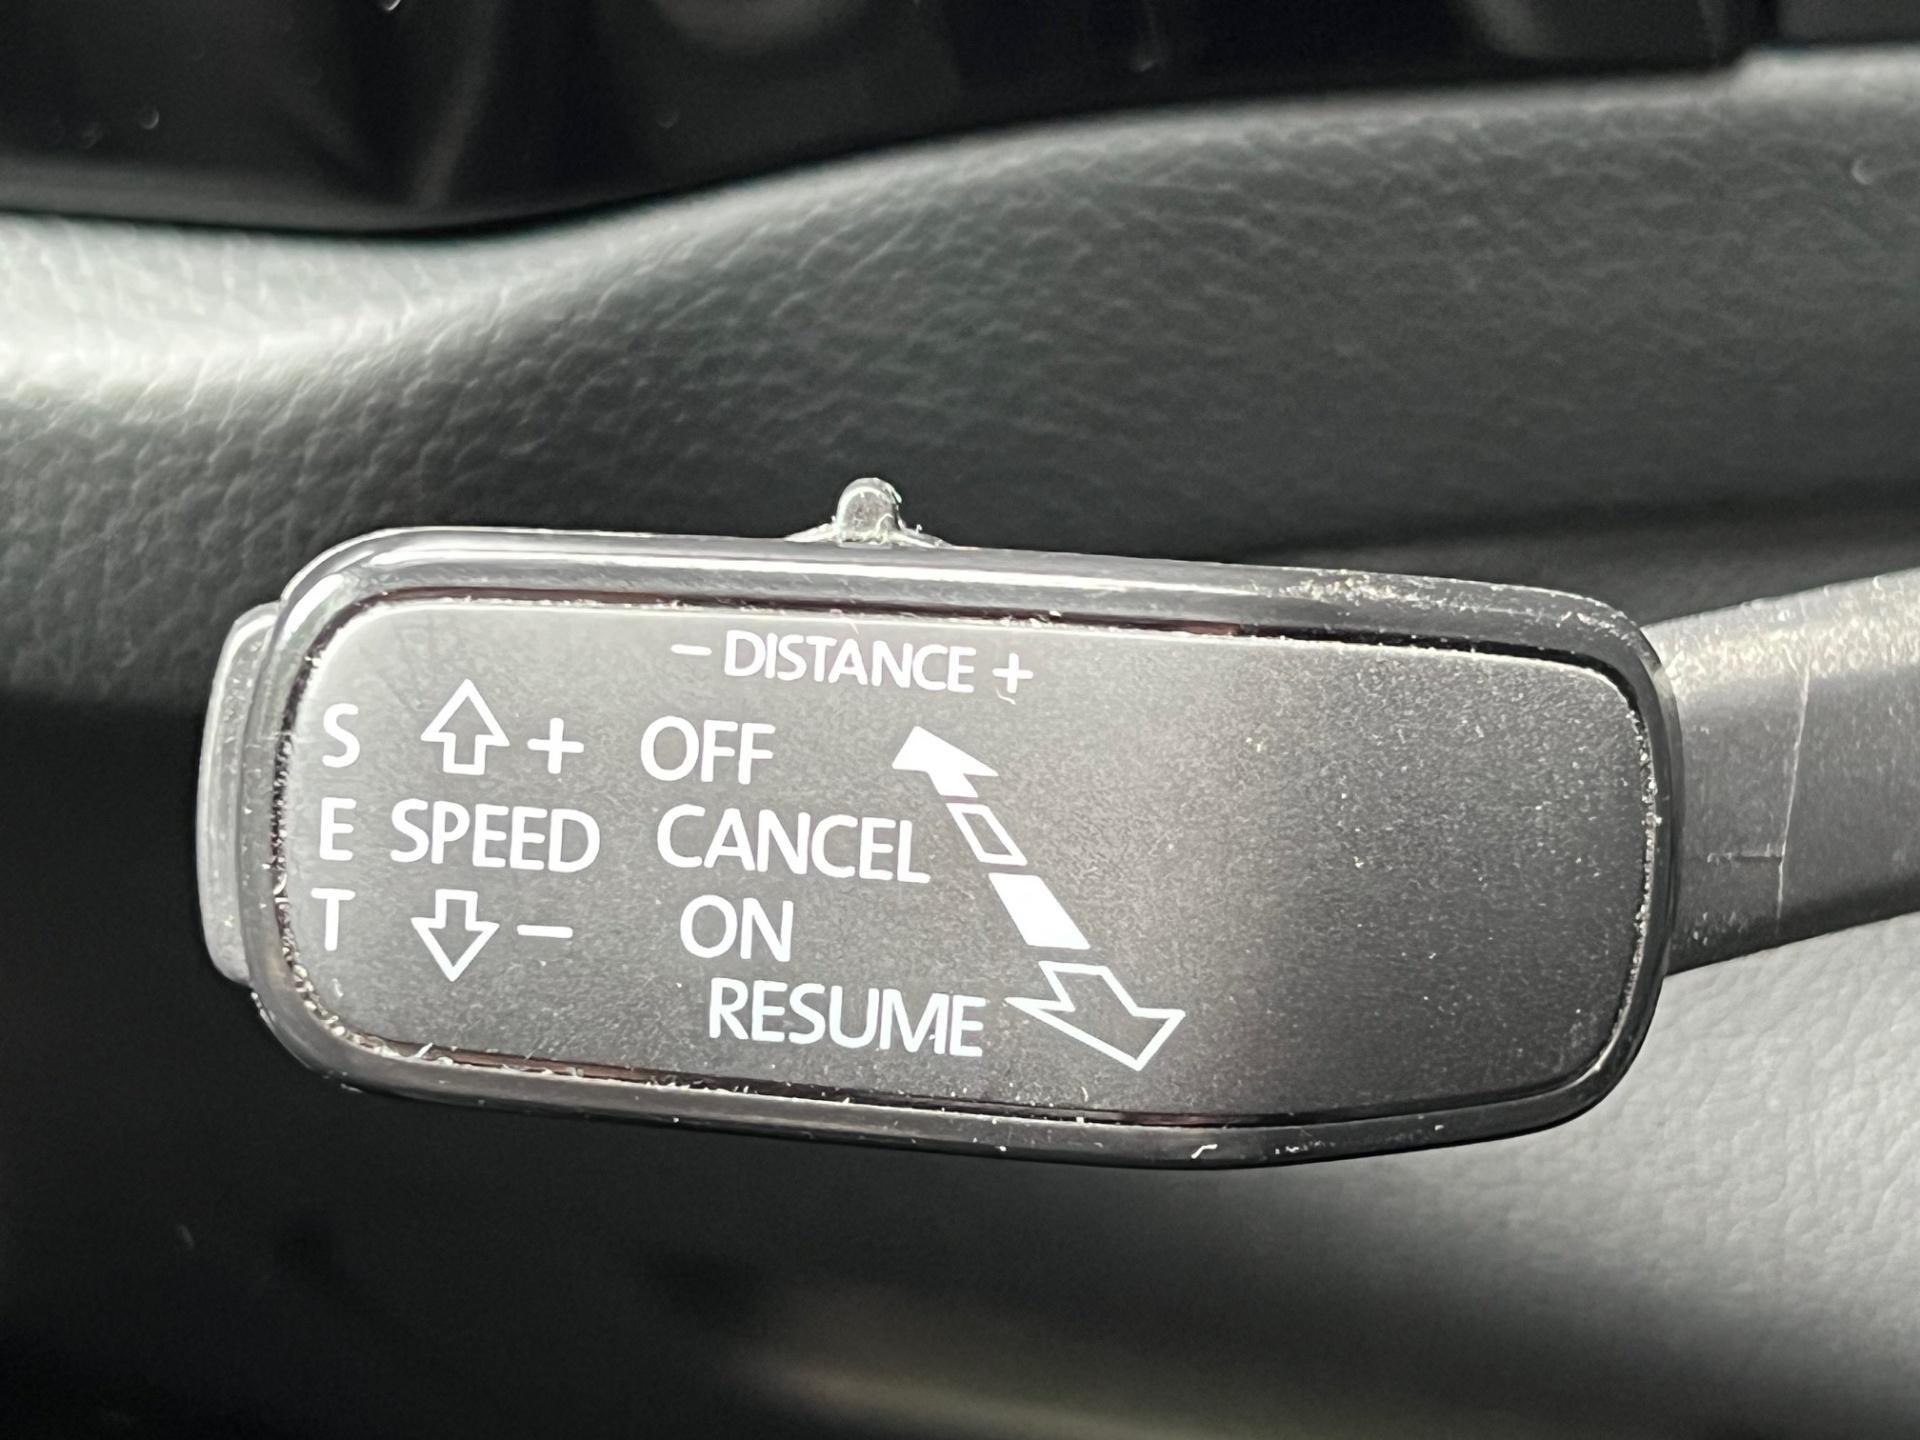 - DISTANCE +
S + OFF
E SPEED CANCEL
T - ON
RESUME